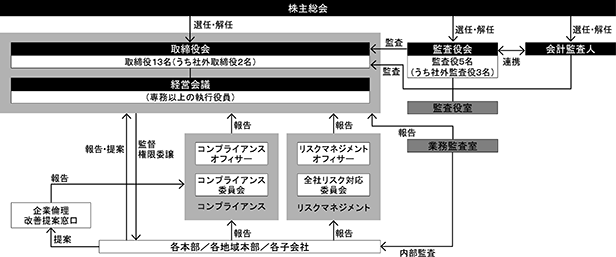 株主総会
選任・解任
選任・解任
選任・解任
取締役会
取締役13名(うち社外取締役2名)
監査
監査役会
監査役5名
(うち社外監査役3名)
連携
会計監査人
監査
経営会議
(専務以上の執行役員)
監査役室
報告
報告
報告
業務監査室
報告・提案
監督
権限委譲
コンプライアンス
オフィサー
リスクマネジメント
オフィサー
報告
コンプライアンス
委員会
全社リスク対応
委員会
コンプライアンス
リスクマネジメント
企業倫理
改善提案窓口
報告
報告
提案
各本部/各地域本部/各子会社
内部監査